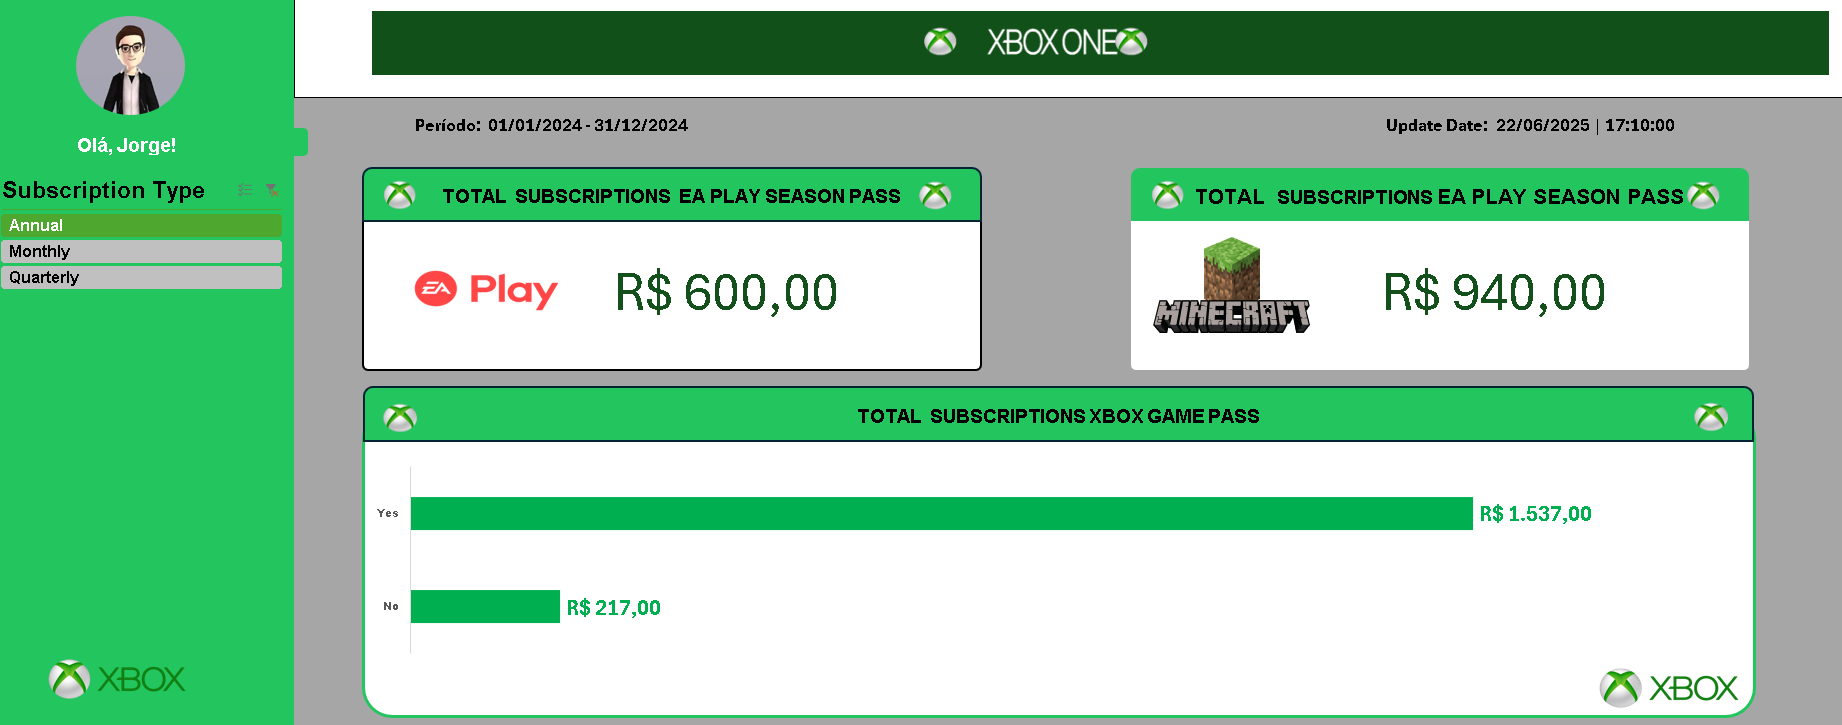 XBOX ONE
Olá, Jorge!
Período: 01/01/2024 - 31/12/2024
Update Date: 22/06/2025 | 17:10:00
Subscription Type
Annual
Monthly
Quarterly
TOTAL SUBSCRIPTIONS EA PLAY SEASON PASS
EA Play
R$ 600,00
TOTAL SUBSCRIPTIONS EA PLAY SEASON PASS
MINECRAFT
R$ 940,00
TOTAL SUBSCRIPTIONS XBOX GAME PASS
Yes
R$ 1.537,00
No
R$ 217,00
XBOX
XBOX